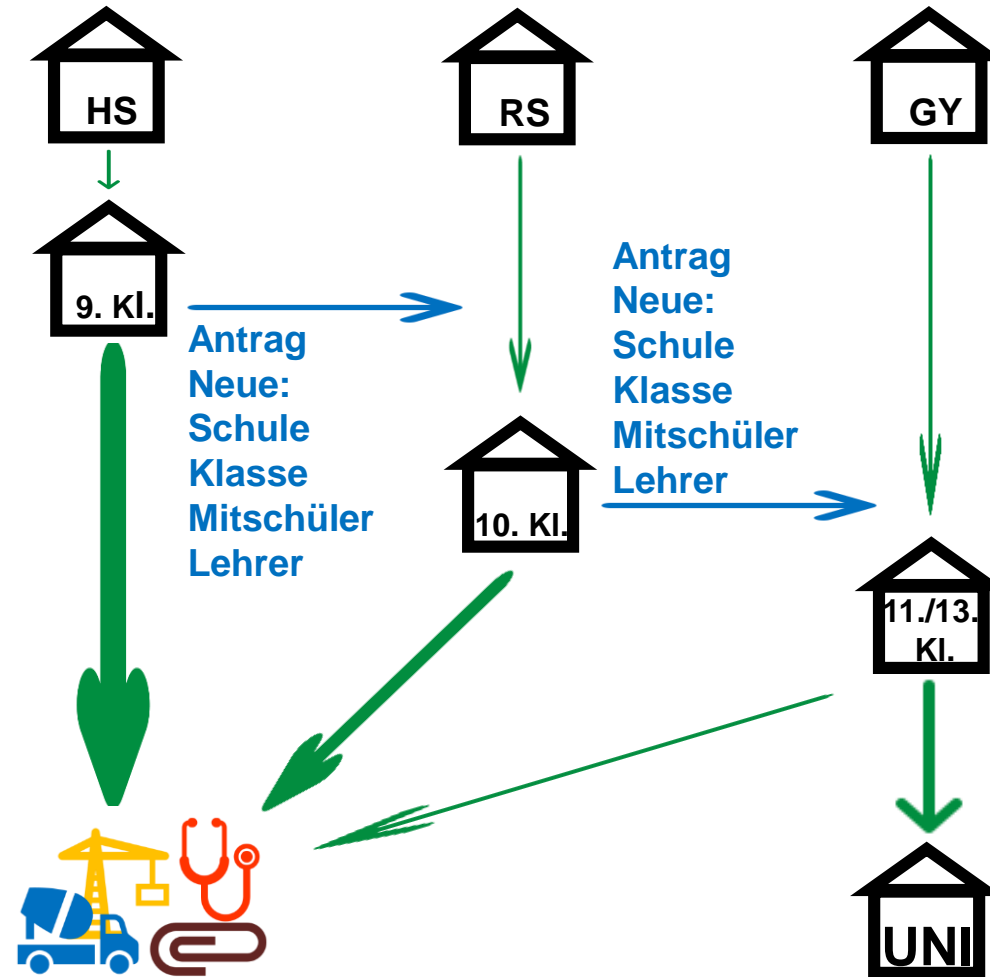 HS
RS
GY
9. Kl.
Antrag
Neue:
Schule
Klasse
Mitschüler
Lehrer
Antrag
Neue:
Schule
Klasse
Mitschüler
Lehrer
10. Kl.
11./13.
Kl.
UNI